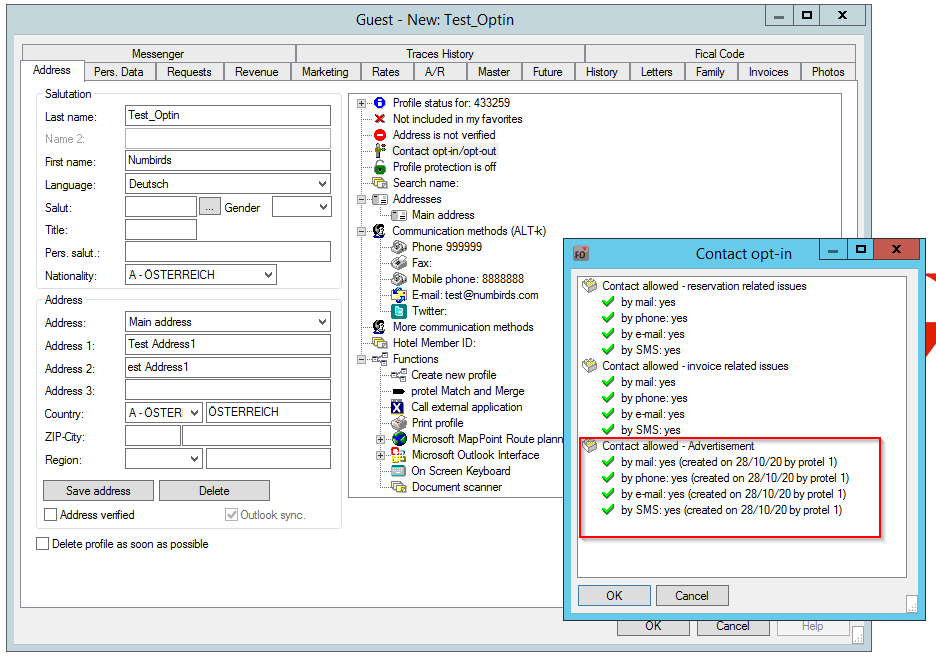 Guest - New: Test_Optin
Messenger
Traces History
Fical Code
Address
Pers. Data
Requests
Revenue
Marketing
Rates
A/R
Master
Future
History
Letters
Family
Invoices
Photos
Salutation
Last name:
Test_Optin
Name 2:
First name:
Numbirds
Language:
Deutsch
Salut:
...
Gender
Title:
Pers. salut.:
Nationality:
A - ÖSTERREICH
Address
Address:
Main address
Address 1:
Test Address1
Address 2:
est Address1
Address 3:
Country:
A - ÖSTER
ÖSTERREICH
ZIP-City:
Region:
Save address
Delete
Address verified
Outlook sync.
Delete profile as soon as possible
Profile status for: 433259
Not included in my favorites
Address is not verified
Contact opt-in/opt-out
Profile protection is off
Search name:
Addresses
Main address
Communication methods (ALT-k)
Phone 999999
Fax:
Mobile phone: 8888888
E-mail: test@numbirds.com
Twitter:
More communication methods
Hotel Member ID:
Functions
Create new profile
protel Match and Merge
Call external application
Print profile
Microsoft MapPoint Route plann
Microsoft Outlook Interface
On Screen Keyboard
Document scanner
OK
Cancel
Help
FO
Contact opt-in
Contact allowed - reservation related issues
by mail: yes
by phone: yes
by e-mail: yes
by SMS: yes
Contact allowed - invoice related issues
by mail: yes
by phone: yes
by e-mail: yes
by SMS: yes
Contact allowed - Advertisement
by mail: yes (created on 28/10/20 by protel 1)
by phone: yes (created on 28/10/20 by protel 1)
by e-mail: yes (created on 28/10/20 by protel 1)
by SMS: yes (created on 28/10/20 by protel 1)
OK
Cancel